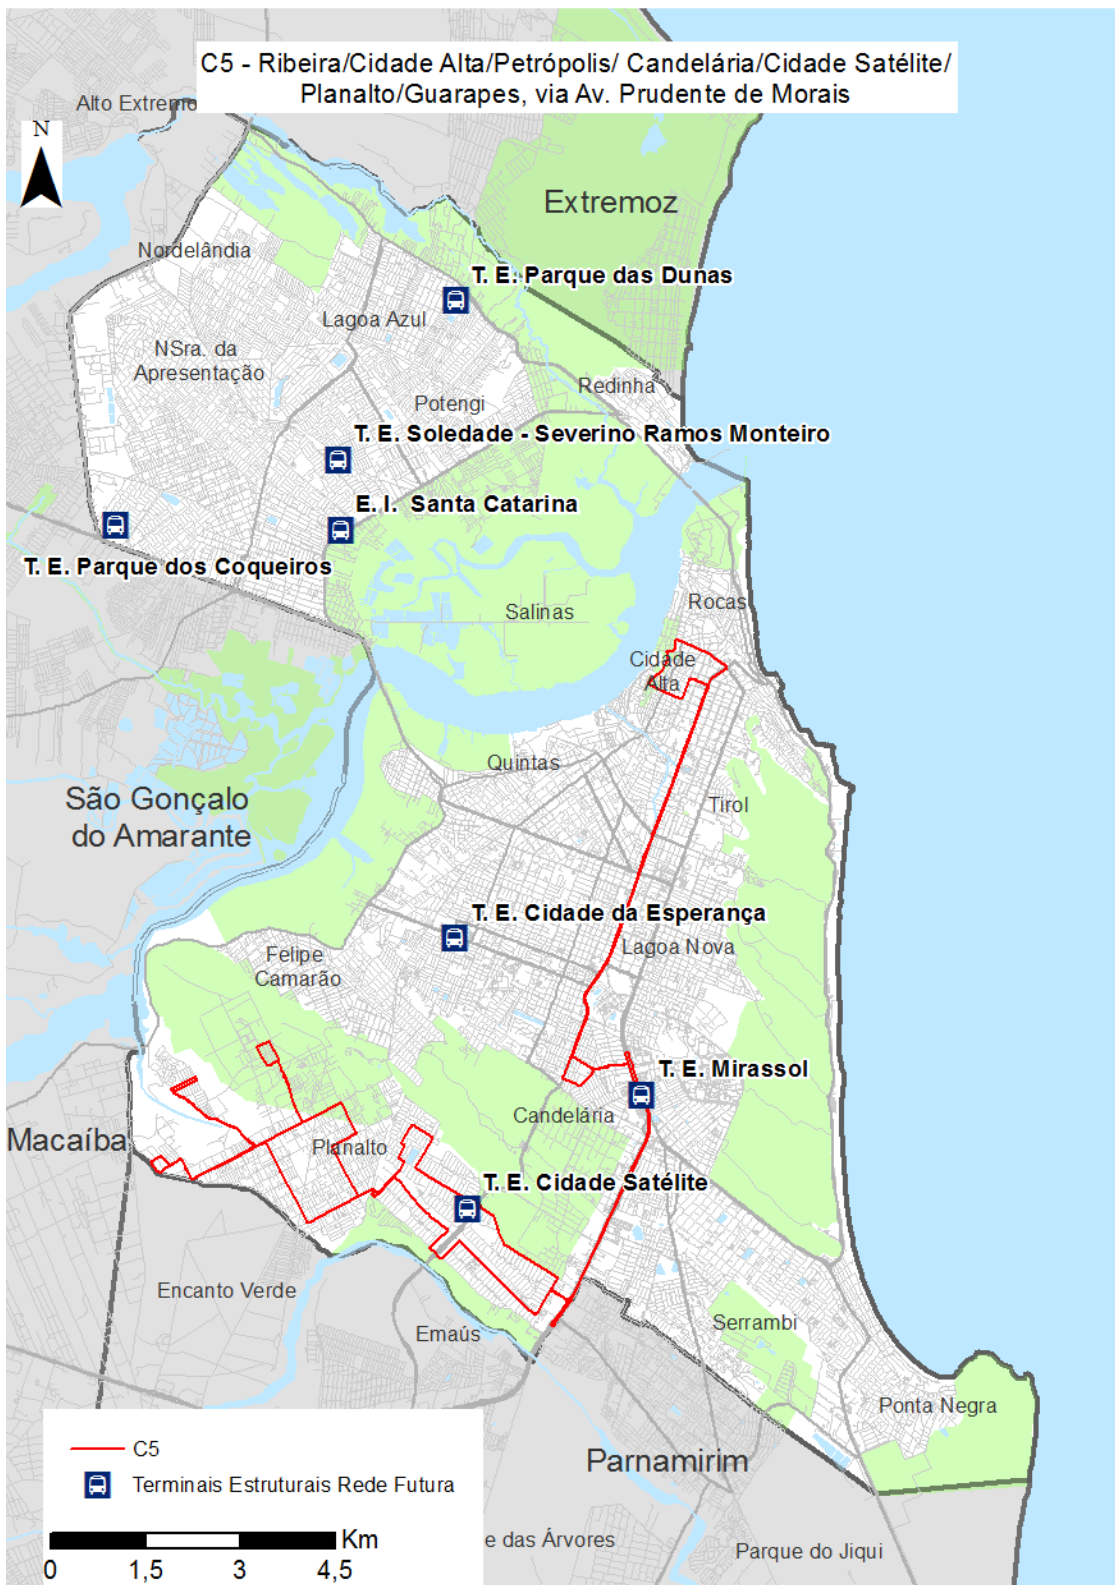 C5 - Ribeira/Cidade Alta/Petrópolis/ Candelária/Cidade Satélite/
Planalto/Guarapes, via Av. Prudente de Morais
Alto Extremo
N
Extremoz
Nordelândia
T. E. Parque das Dunas
Lagoa Azul
NSra. da
Apresentação
Redinha
Potengi
T. E. Soledade - Severino Ramos Monteiro
E. I. Santa Catarina
T. E. Parque dos Coqueiros
Rocas
Salinas
Cidade
Alta
Quintas
São Gonçalo
do Amarante
Tirol
T. E. Cidade da Esperança
Lagoa Nova
Felipe
Camarão
T. E. Mirassol
Candelária
Macaíba
Planalto
T. E. Cidade Satélite
Encanto Verde
Emaús
Serrambi
Ponta Negra
Parnamirim
C5
Terminais Estruturais Rede Futura
Km
0 1,5 3 4,5
e das Árvores
Parque do Jiqui